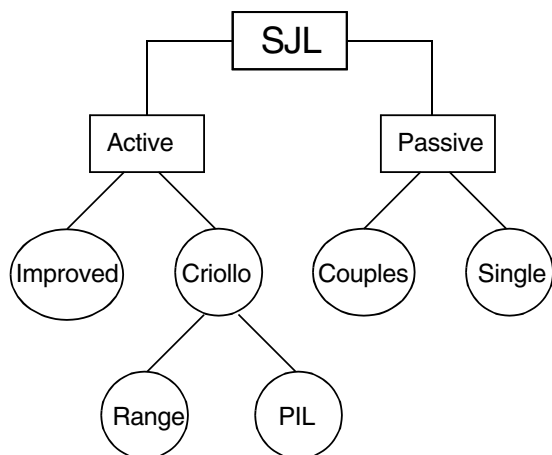 SJL
Active
Passive
Improved
Criollo
Couples
Single
Range
PIL